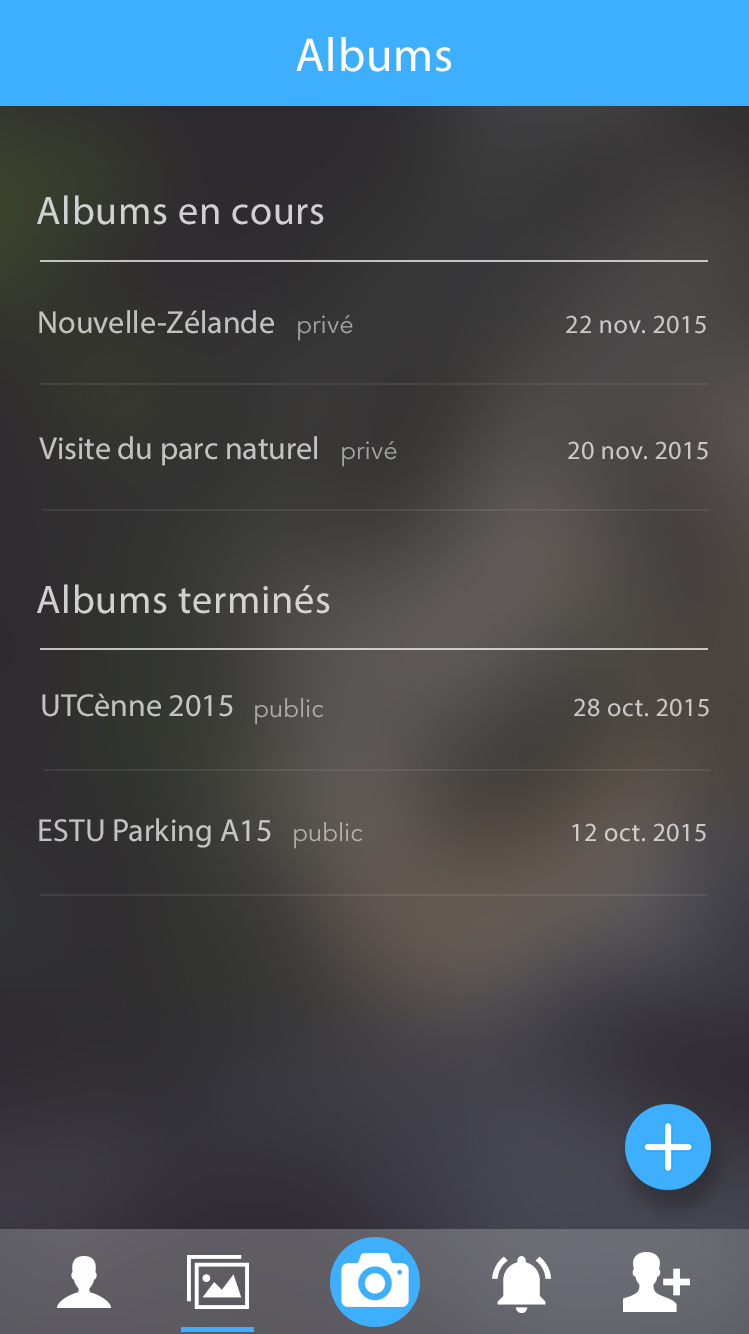 Albums
Albums en cours
Nouvelle-Zélande privé 22 nov. 2015
Visite du parc naturel privé 20 nov. 2015
Albums terminés
UTCènne 2015 public 28 oct. 2015
ESTU Parking A15 public 12 oct. 2015